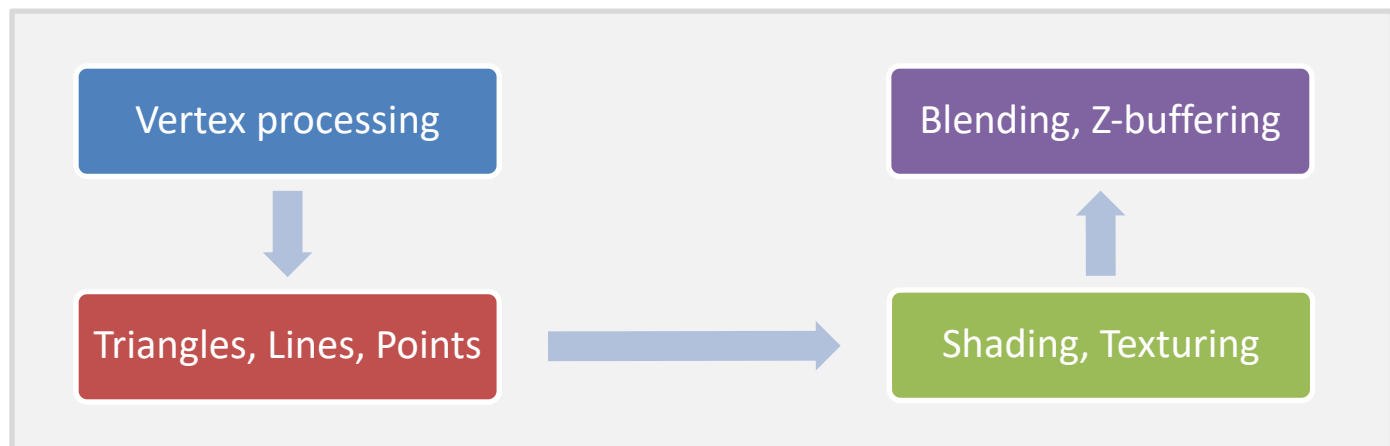 Vertex processing
Blending, Z-buffering
Triangles, Lines, Points
Shading, Texturing